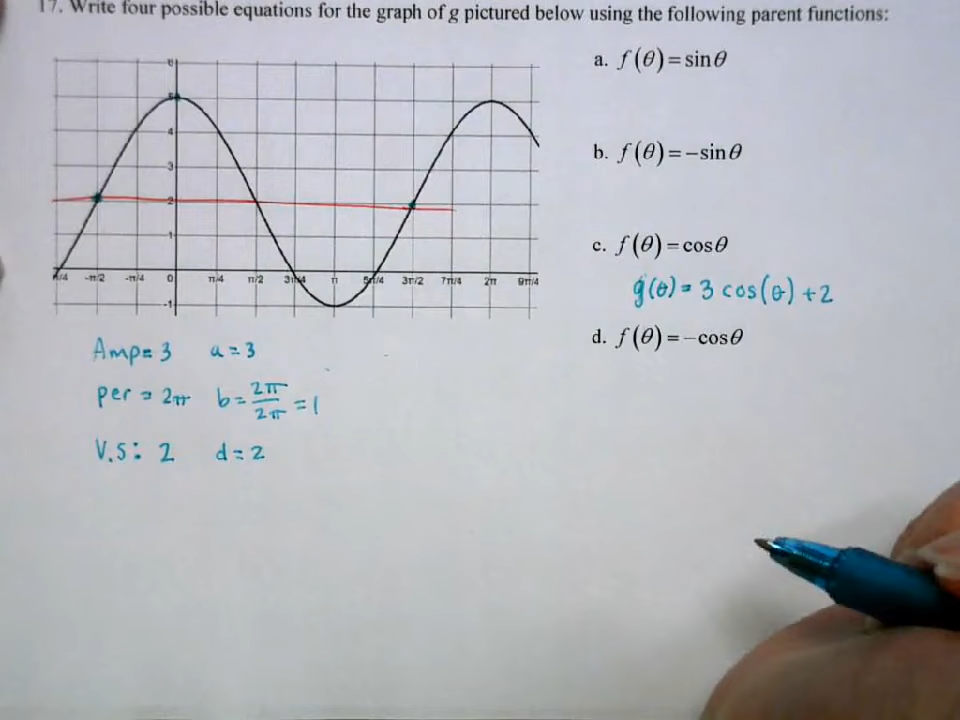 17. Write four possible equations for the graph of g pictured below using the following parent functions:
a. f(θ)=sinθ
b. f(θ)=-sinθ
c. f(θ)=cosθ
g(θ)=3 cos(θ)+2
d. f(θ)=-cosθ
5
4
3
2
1
-1
-π/2 -π/4 0 π/4 π/2 3π/4 π 5π/4 3π/2 7π/4 2π 9π/4
Amp=3 a=3
per=2π b=2π/2π=1
V.S: 2 d=2